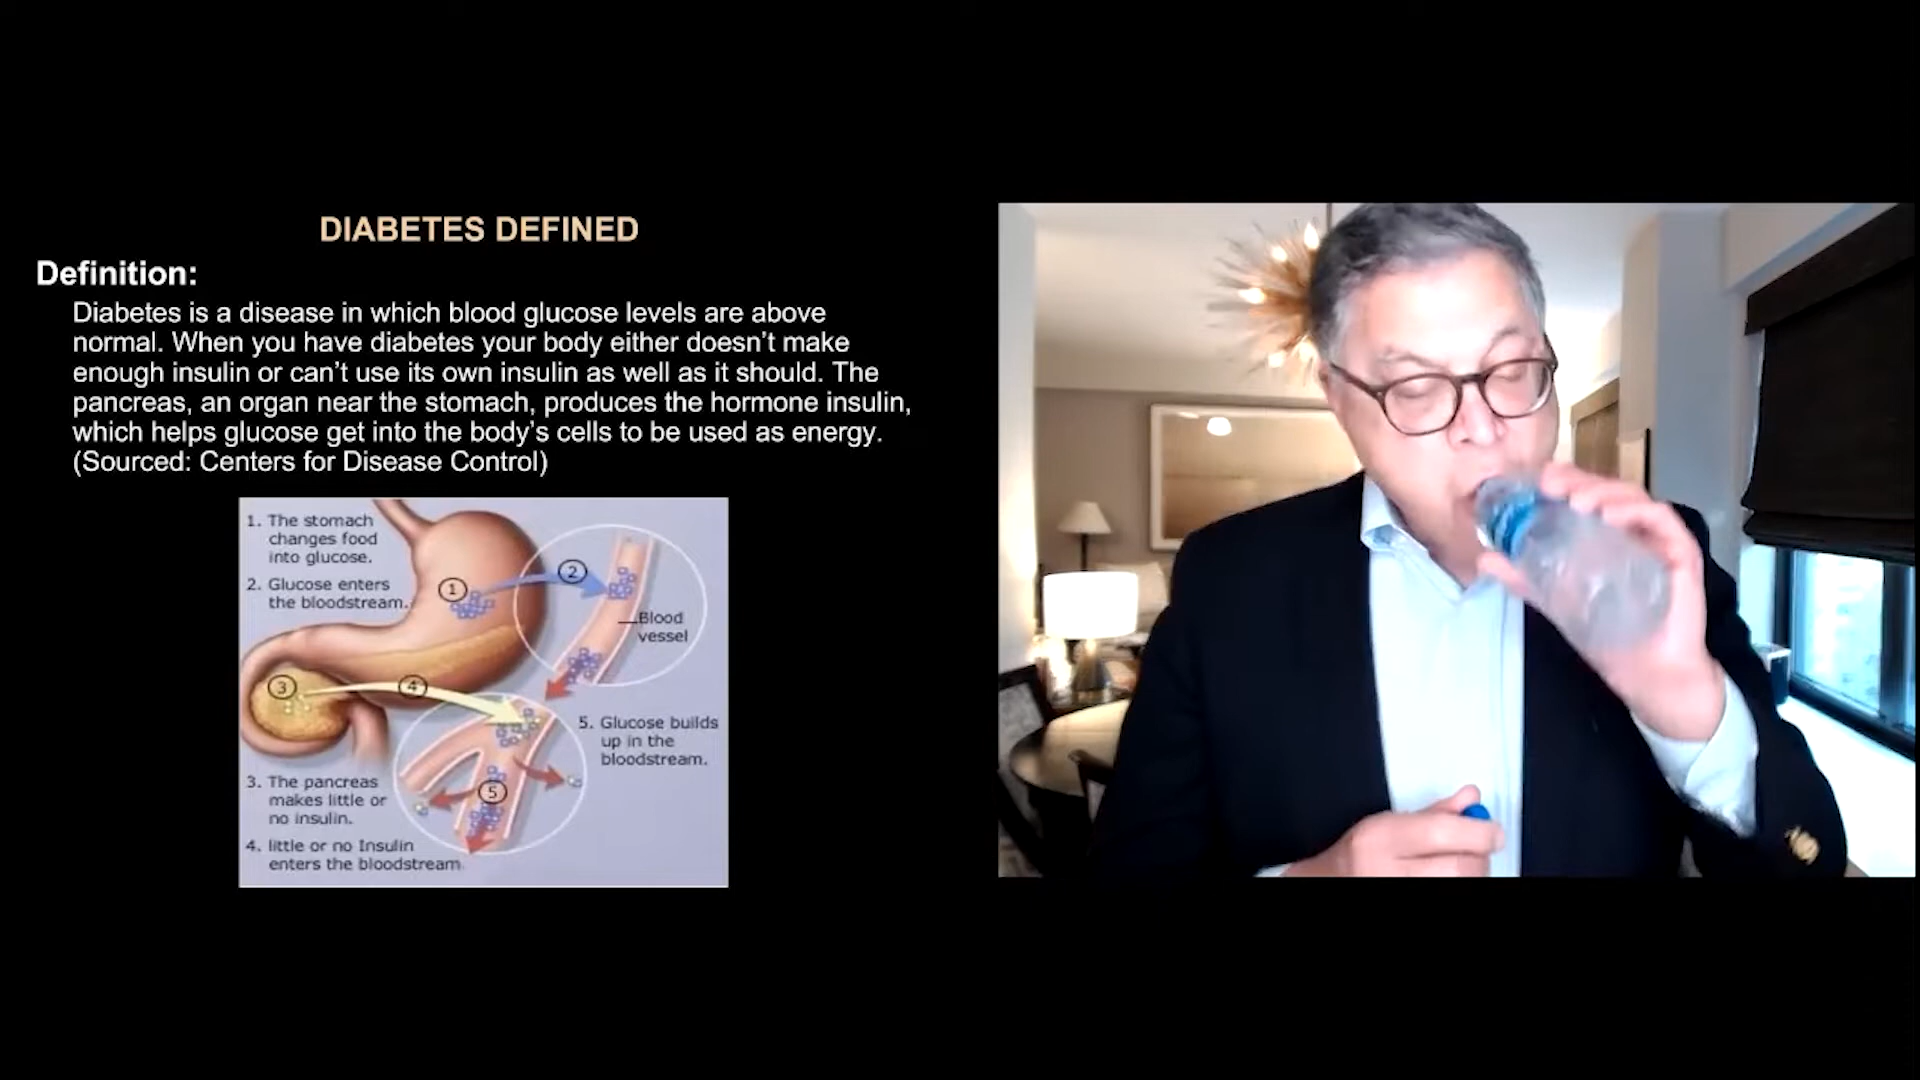 DIABETES DEFINED
Definition:
Diabetes is a disease in which blood glucose levels are above
normal. When you have diabetes your body either doesn’t make
enough insulin or can’t use its own insulin as well as it should. The
pancreas, an organ near the stomach, produces the hormone insulin,
which helps glucose get into the body’s cells to be used as energy.
(Sourced: Centers for Disease Control)
1. The stomach
changes food
into glucose.
2. Glucose enters
the bloodstream.
1
2
Blood
vessel
3
4
5. Glucose builds
up in the
bloodstream.
3. The pancreas
makes little or
no insulin.
5
4. little or no Insulin
enters the bloodstream